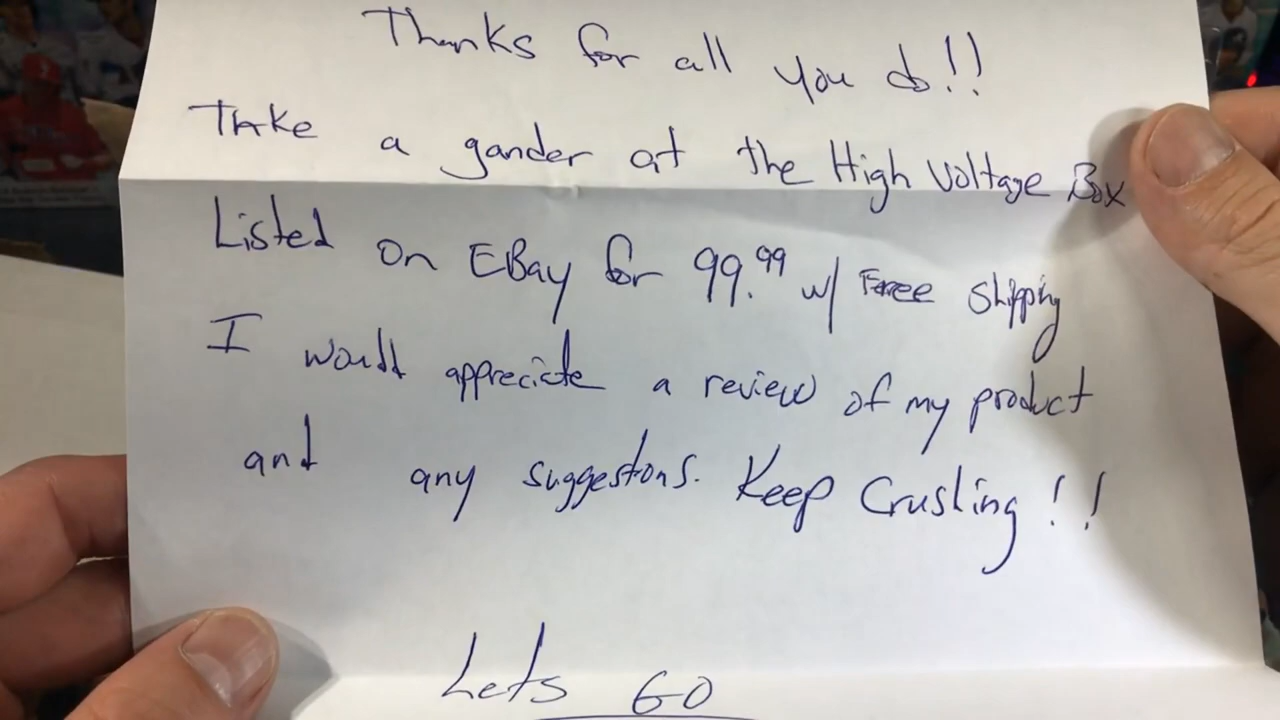 Thanks for all you do!!
Take a gander at the High Voltage Box
Listed on EBay for 99.99 w/ Free shipping
I would appreciate a review of my product
and any suggestons. Keep Crushing!!
Lets GO